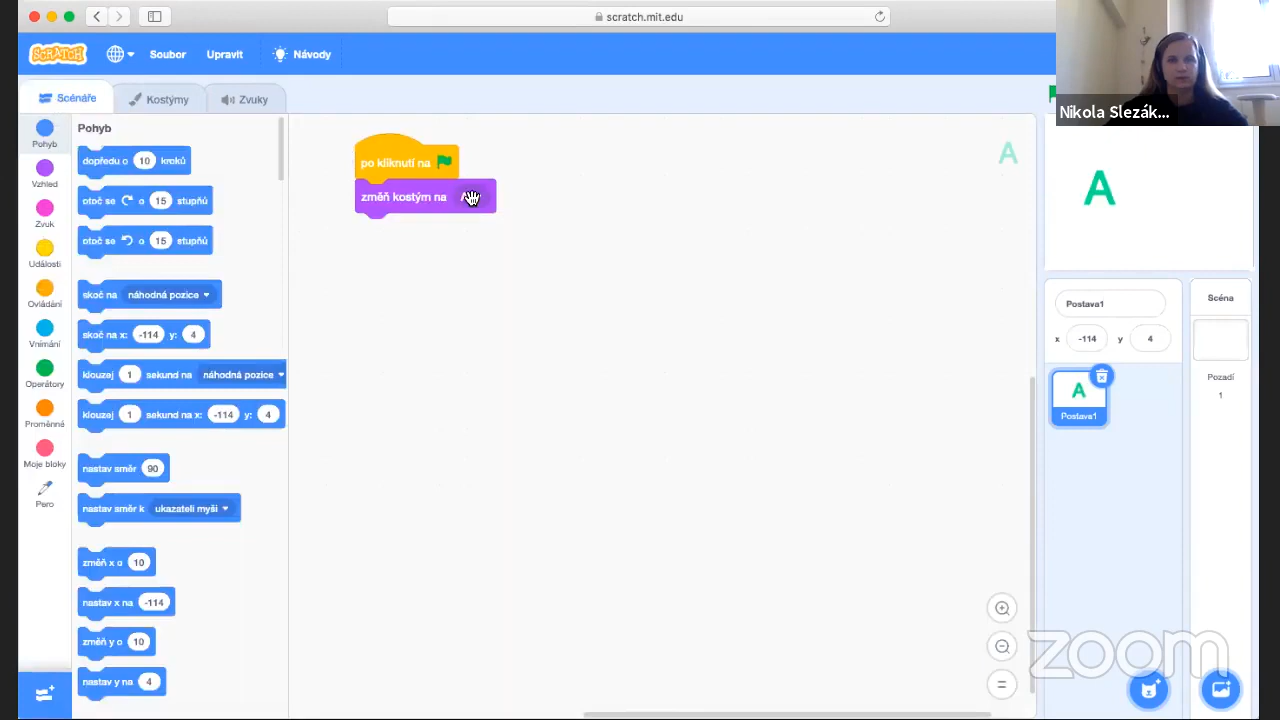 scratch.mit.edu
SCRATCH
Soubor
Upravit
Návody
Nikola Slezák...
Scénáře
Kostýmy
Zvuky
Pohyb
Vzhled
Zvuk
Události
Ovládání
Vnímání
Operátory
Proměnné
Moje bloky
Pero
Pohyb
dopředu o 10 kroků
otoč se o 15 stupňů
otoč se o 15 stupňů
skoč na náhodná pozice
skoč na x: -114 y: 4
klouzej 1 sekund na náhodná pozice
klouzej 1 sekund na x: -114 y: 4
nastav směr 90
nastav směr k ukazateli myši
změň x o 10
nastav x na -114
změň y o 10
nastav y na 4
po kliknutí na
změň kostým na
A
A
Postava1
x -114 y 4
A
Postava1
Scéna
Pozadí
1
zoom